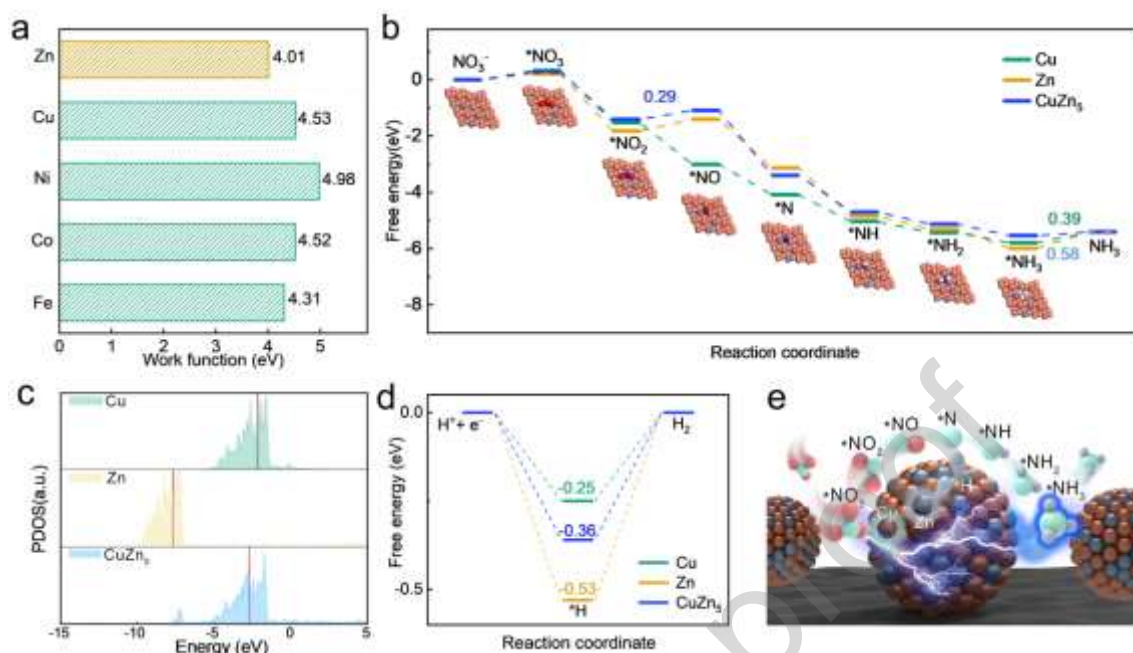 a
Zn
4.01
Cu
4.53
Ni
4.98
Co
4.52
Fe
4.31
0 1 2 3 4 5
Work function (eV)
b
Free energy(eV)
0
-2
-4
-6
-8
NO₃⁻
*NO₃
*NO₂
0.29
*NO
*N
*NH
*NH₂
*NH₃
0.39
0.58
NH₃
Cu
Zn
CuZn₅
Reaction coordinate
c
PDOS(a.u.)
Cu
Zn
CuZn₅
-15 -10 -5 0 5
Energy (eV)
d
Free energy (eV)
0.0
-0.5
H⁺+ e⁻
H₂
-0.25
-0.36
-0.53
*H
Cu
Zn
CuZn₅
Reaction coordinate
e
*NO
*NO₂
*NO
*N
*NH
*NH₂
*NH₃
Cu
Zn
H